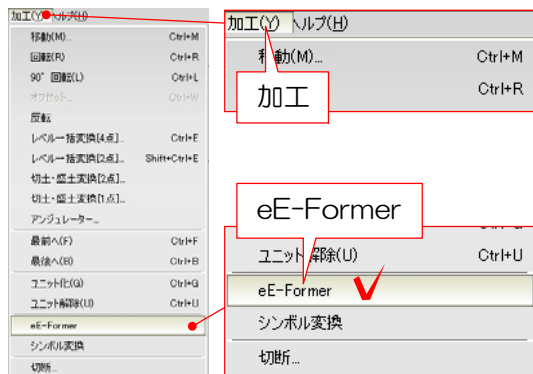 加工(Y) ヘルプ(H)
移動(M)... Ctrl+M
回転(R) Ctrl+R
90° 回転(L) Ctrl+L
オフセット... Ctrl+W
反転
レベル一括変換[4点]... Ctrl+E
レベル一括変換[2点]... Shift+Ctrl+E
切土・盛土変換[2点]...
切土・盛土変換[1点]...
アンジュレーター...
最前へ(F) Ctrl+F
最後へ(B) Ctrl+B
ユニット化(G) Ctrl+G
ユニット解除(U) Ctrl+U
eE-Former
シンボル変換
切断...
加工(Y) ヘルプ(H)
移動(M)... Ctrl+M
Ctrl+R
加工
eE-Former
ユニット解除(U) Ctrl+U
eE-Former
シンボル変換
切断...